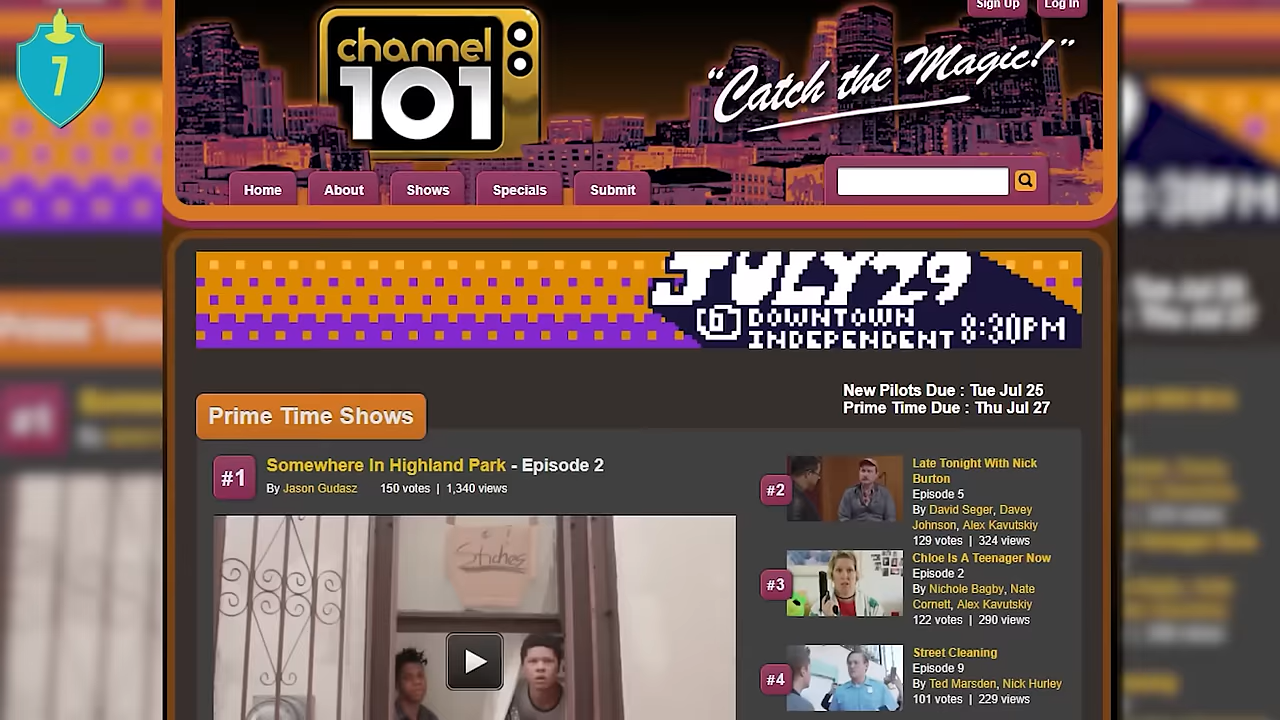 7
Sign Up
Log In
channel
101
"Catch the Magic!"
Home
About
Shows
Specials
Submit
JULY 29
@ DOWNTOWN
INDEPENDENT 8:30PM
New Pilots Due : Tue Jul 25
Prime Time Due : Thu Jul 27
Prime Time Shows
#1
Somewhere In Highland Park - Episode 2
By Jason Gudasz 150 votes | 1,340 views
Stiches
#2
Late Tonight With Nick
Burton
Episode 5
By David Seger, Davey
Johnson, Alex Kavutskiy
129 votes | 324 views
#3
Chloe Is A Teenager Now
Episode 2
By Nichole Bagby, Nate
Cornett, Alex Kavutskiy
122 votes | 290 views
#4
Street Cleaning
Episode 9
By Ted Marsden, Nick Hurley
101 votes | 229 views